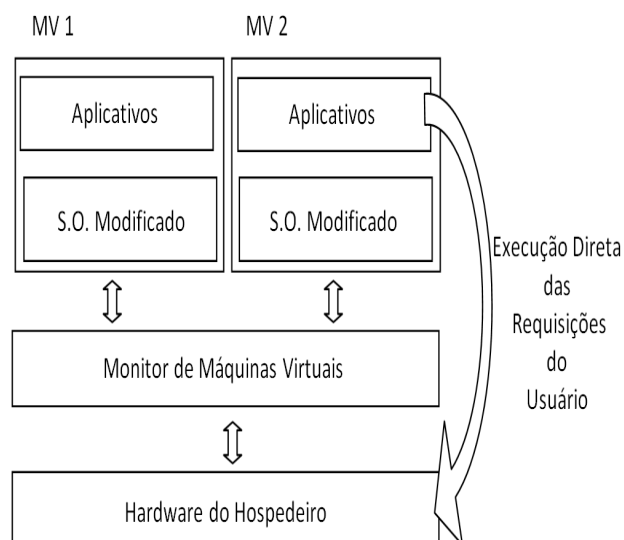 MV 1
MV 2
Aplicativos
Aplicativos
S.O. Modificado
S.O. Modificado
Execução Direta
das
Requisições
do
Usuário
Monitor de Máquinas Virtuais
Hardware do Hospedeiro